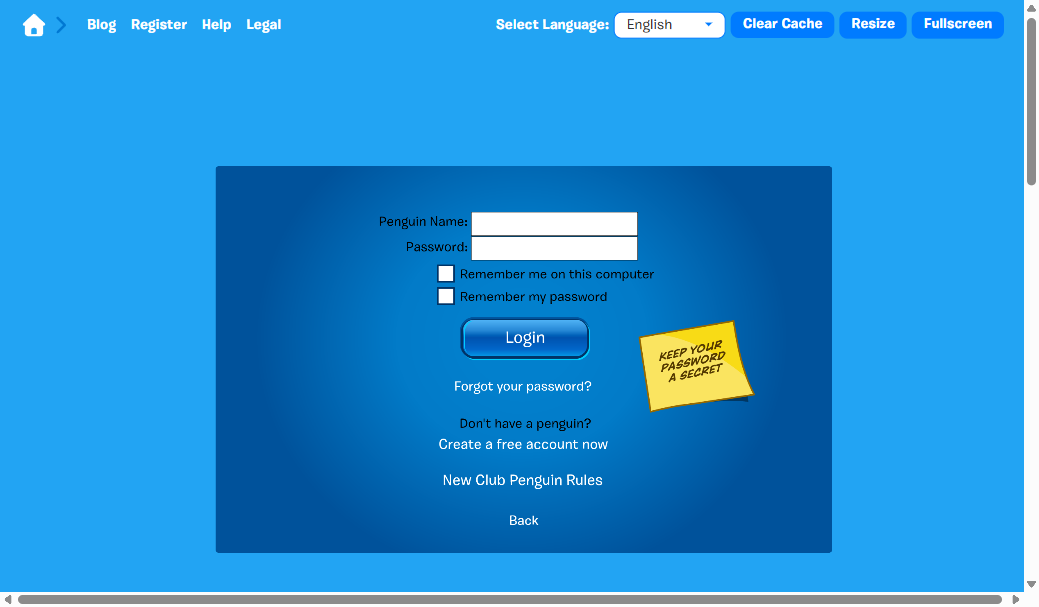 Blog Register Help Legal Select Language: English Clear Cache Resize Fullscreen
Penguin Name:
Password:
Remember me on this computer
Remember my password
Login
KEEP YOUR
PASSWORD
A SECRET
Forgot your password?
Don't have a penguin?
Create a free account now
New Club Penguin Rules
Back